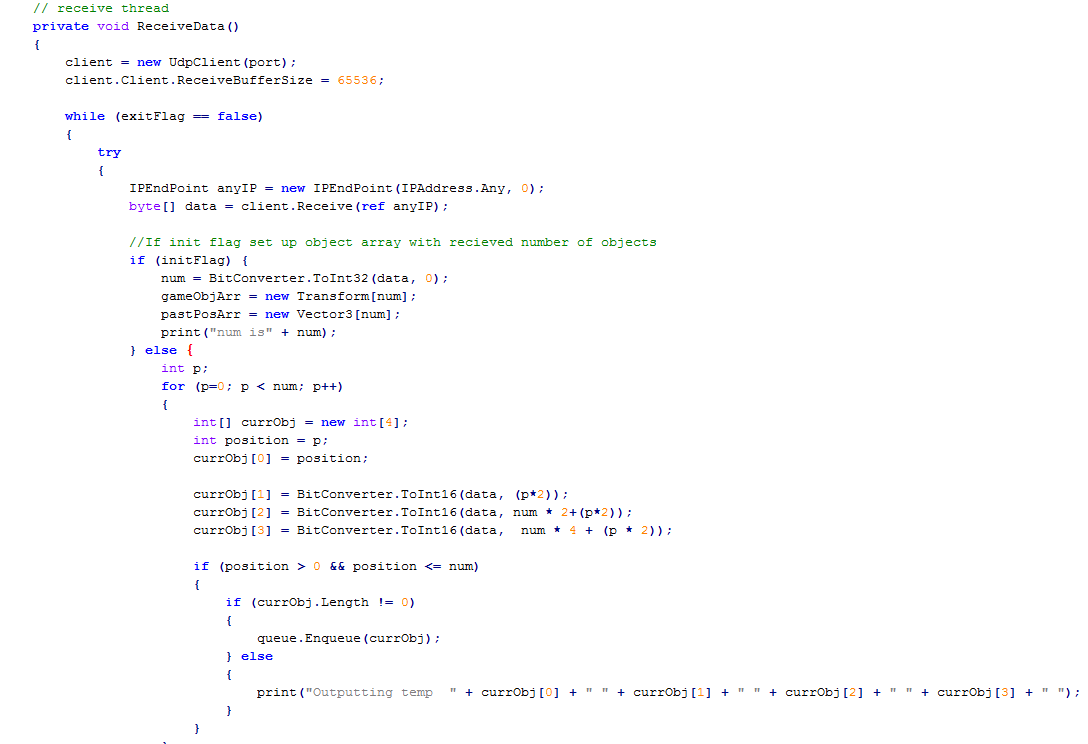 // receive thread
private void ReceiveData()
{
client = new UdpClient(port);
client.Client.ReceiveBufferSize = 65536;
while (exitFlag == false)
{
try
{
IPEndPoint anyIP = new IPEndPoint(IPAddress.Any, 0);
byte[] data = client.Receive(ref anyIP);
//If init flag set up object array with recieved number of objects
if (initFlag) {
num = BitConverter.ToInt32(data, 0);
gameObjArr = new Transform[num];
pastPosArr = new Vector3[num];
print("num is" + num);
} else {
int p;
for (p=0; p < num; p++)
{
int[] currObj = new int[4];
int position = p;
currObj[0] = position;
currObj[1] = BitConverter.ToInt16(data, (p*2));
currObj[2] = BitConverter.ToInt16(data, num * 2+(p*2));
currObj[3] = BitConverter.ToInt16(data,  num * 4 + (p * 2));
if (position > 0 && position <= num)
{
if (currObj.Length != 0)
{
queue.Enqueue(currObj);
} else
{
print("Outputting temp  " + currObj[0] + " " + currObj[1] + " " + currObj[2] + " " + currObj[3] + " ");
}
}